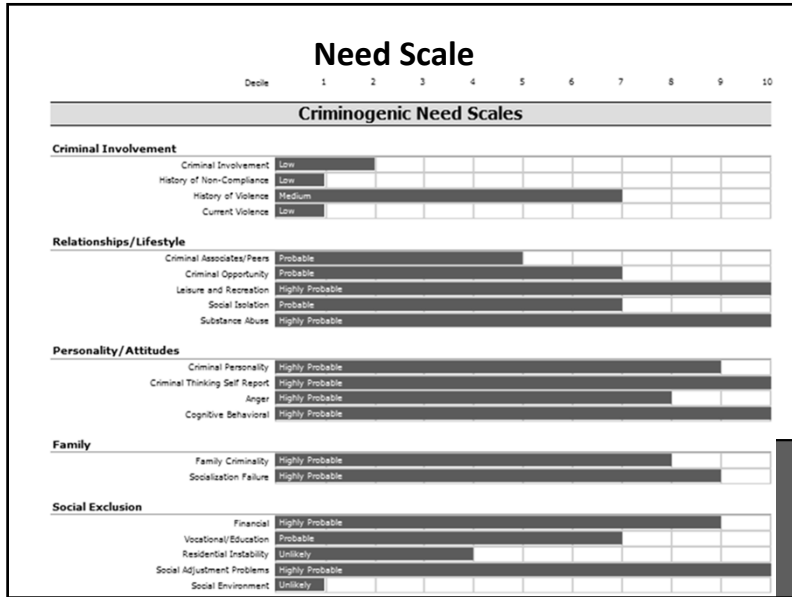 Need Scale
Decile 1 2 3 4 5 6 7 8 9 10
Criminogenic Need Scales
Criminal Involvement
Criminal Involvement Low
History of Non-Compliance Low
History of Violence Medium
Current Violence Low
Relationships/Lifestyle
Criminal Associates/Peers Probable
Criminal Opportunity Probable
Leisure and Recreation Highly Probable
Social Isolation Probable
Substance Abuse Highly Probable
Personality/Attitudes
Criminal Personality Highly Probable
Criminal Thinking Self Report Highly Probable
Anger Highly Probable
Cognitive Behavioral Highly Probable
Family
Family Criminality Highly Probable
Socialization Failure Highly Probable
Social Exclusion
Financial Highly Probable
Vocational/Education Probable
Residential Instability Unlikely
Social Adjustment Problems Highly Probable
Social Environment Unlikely